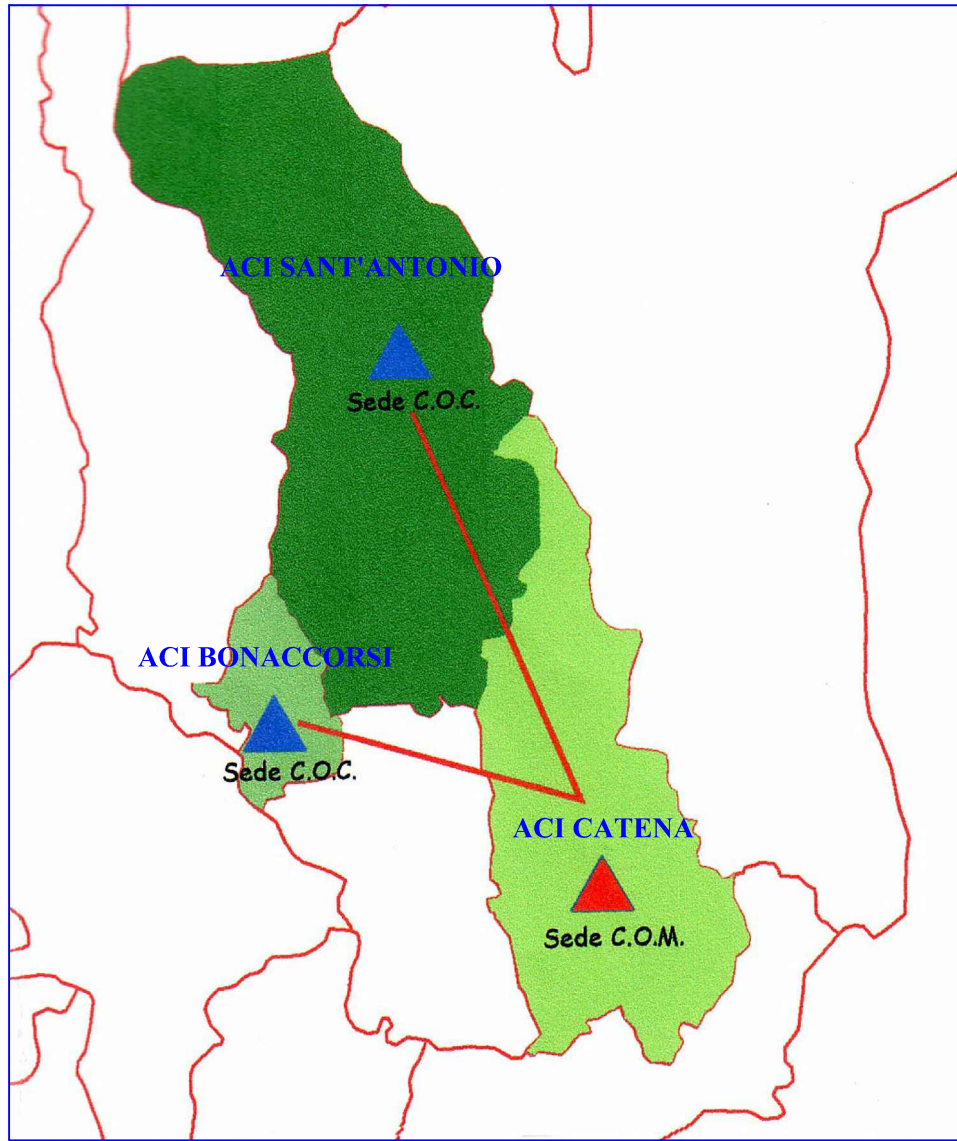 ACI SANT'ANTONIO
Sede C.O.C.
ACI BONACCORSI
Sede C.O.C.
ACI CATENA
Sede C.O.M.